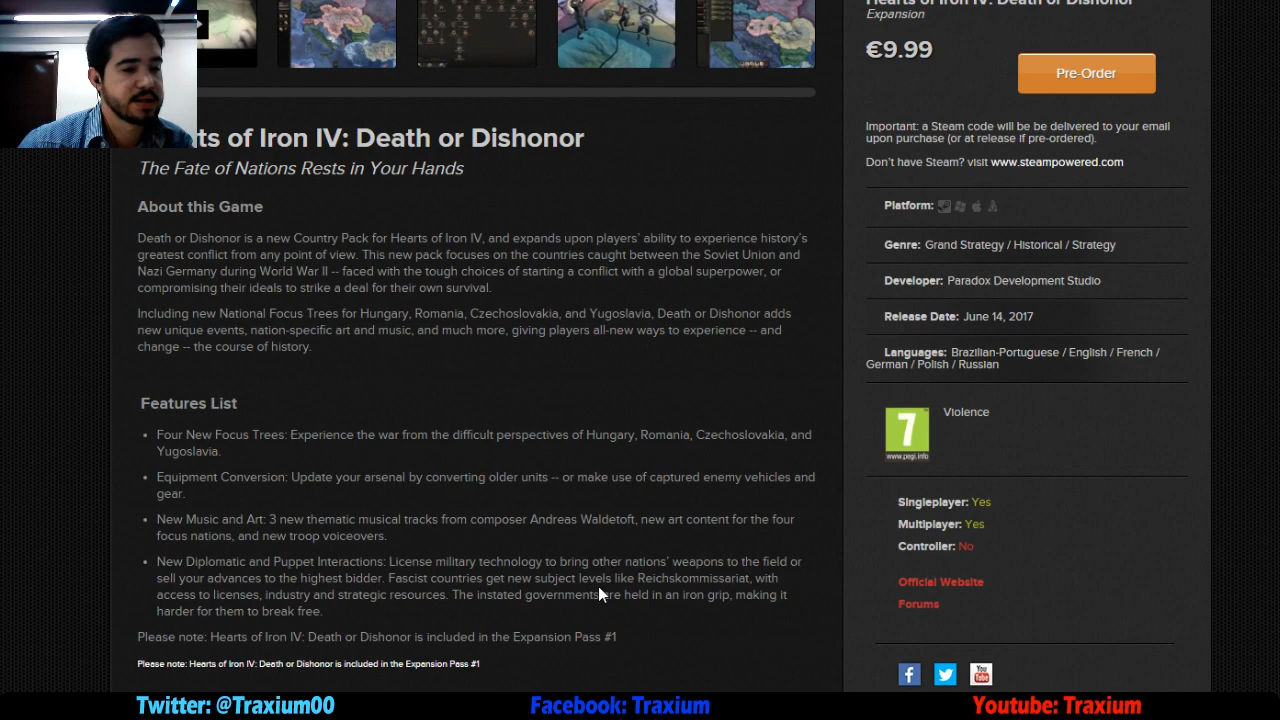 Hearts of Iron IV: Death or Dishonor
Expansion
€9.99
Pre-Order
Important: a Steam code will be be delivered to your email
upon purchase (or at release if pre-ordered).
Don't have Steam? visit www.steampowered.com
Platform:
Genre: Grand Strategy / Historical / Strategy
Developer: Paradox Development Studio
Release Date: June 14, 2017
Languages: Brazilian-Portuguese / English / French /
German / Polish / Russian
7
www.pegi.info
Violence
Singleplayer: Yes
Multiplayer: Yes
Controller: No
Official Website
Forums
You
Tube
ts of Iron IV: Death or Dishonor
The Fate of Nations Rests in Your Hands
About this Game
Death or Dishonor is a new Country Pack for Hearts of Iron IV, and expands upon players' ability to experience history's
greatest conflict from any point of view. This new pack focuses on the countries caught between the Soviet Union and
Nazi Germany during World War II -- faced with the tough choices of starting a conflict with a global superpower, or
compromising their ideals to strike a deal for their own survival.
Including new National Focus Trees for Hungary, Romania, Czechoslovakia, and Yugoslavia, Death or Dishonor adds
new unique events, nation-specific art and music, and much more, giving players all-new ways to experience -- and
change -- the course of history.
Features List
• Four New Focus Trees: Experience the war from the difficult perspectives of Hungary, Romania, Czechoslovakia, and
Yugoslavia.
• Equipment Conversion: Update your arsenal by converting older units -- or make use of captured enemy vehicles and
gear.
• New Music and Art: 3 new thematic musical tracks from composer Andreas Waldetoft, new art content for the four
focus nations, and new troop voiceovers.
• New Diplomatic and Puppet Interactions: License military technology to bring other nations' weapons to the field or
sell your advances to the highest bidder. Fascist countries get new subject levels like Reichskommissariat, with
access to licenses, industry and strategic resources. The instated governments are held in an iron grip, making it
harder for them to break free.
Please note: Hearts of Iron IV: Death or Dishonor is included in the Expansion Pass #1
Please note: Hearts of Iron IV: Death or Dishonor is included in the Expansion Pass #1
Twitter: @Traxium00
Facebook: Traxium
Youtube: Traxium